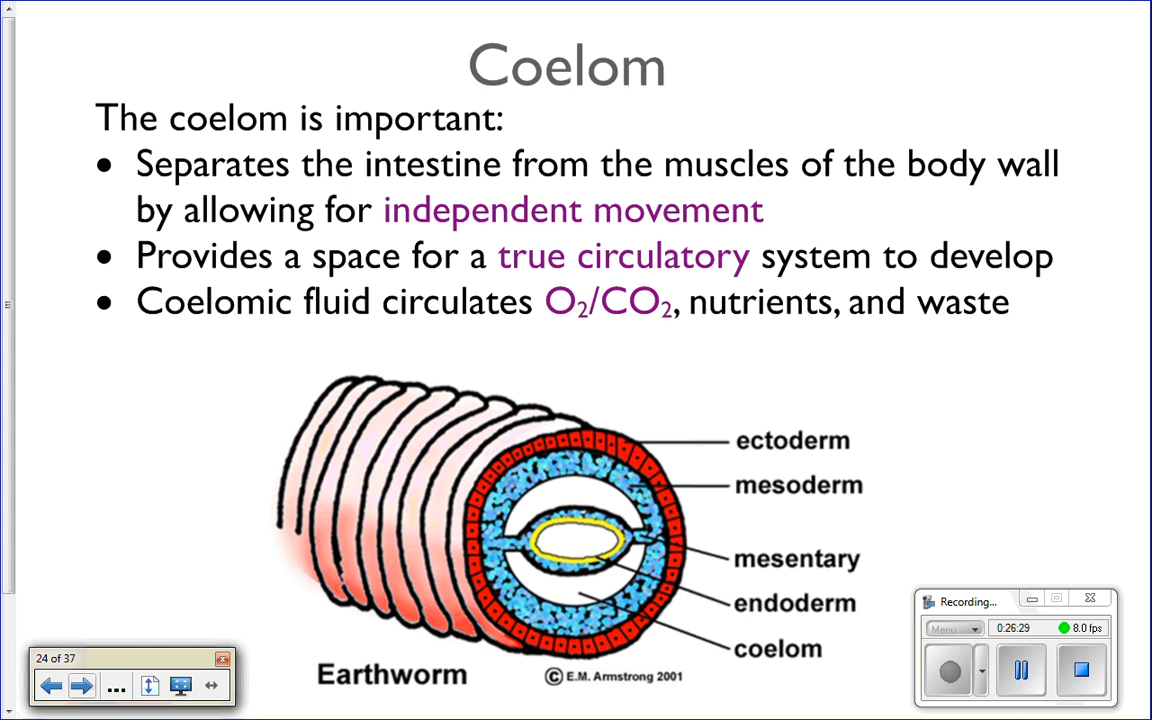 Coelom
The coelom is important:
• Separates the intestine from the muscles of the body wall
by allowing for independent movement
• Provides a space for a true circulatory system to develop
• Coelomic fluid circulates O₂/CO₂, nutrients, and waste
ectoderm
mesoderm
mesentary
endoderm
coelom
Earthworm
© E.M. Armstrong 2001
Recording...
Menu
0:26:29
8.0 fps
24 of 37
...